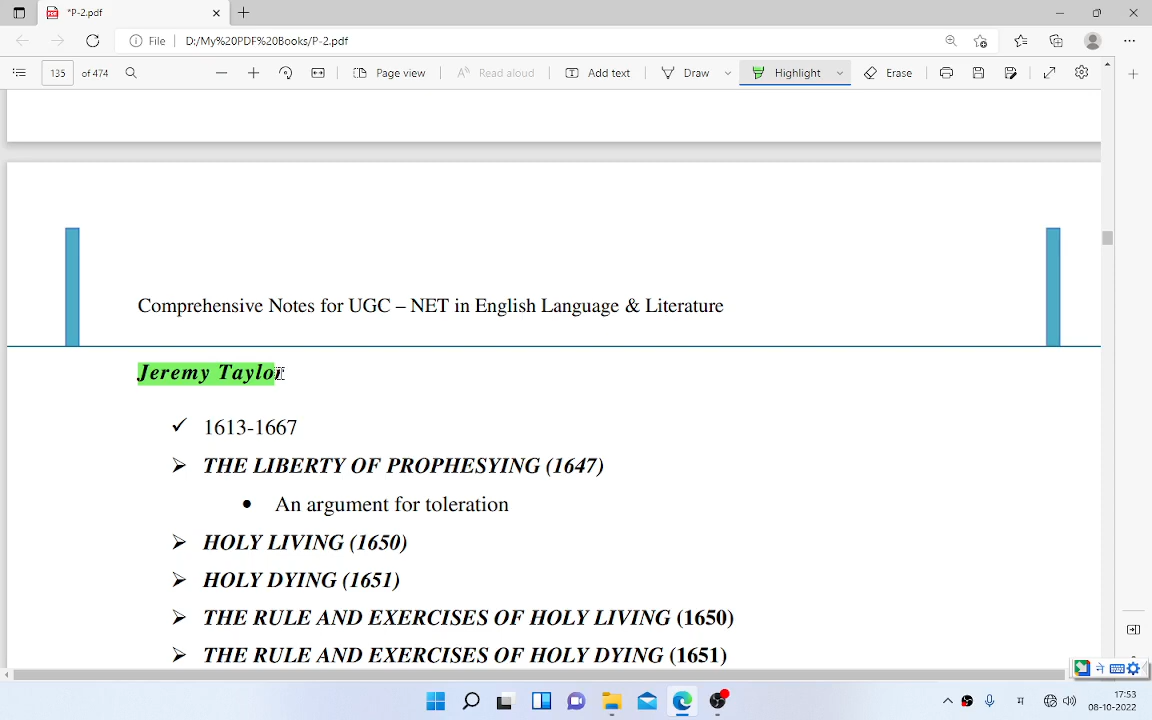 *P-2.pdf
File D:/My%20PDF%20Books/P-2.pdf
135 of 474 Page view Read aloud Add text Draw Highlight Erase
Comprehensive Notes for UGC – NET in English Language & Literature
Jeremy Taylor
✓ 1613-1667
➢ THE LIBERTY OF PROPHESYING (1647)
• An argument for toleration
➢ HOLY LIVING (1650)
➢ HOLY DYING (1651)
➢ THE RULE AND EXERCISES OF HOLY LIVING (1650)
➢ THE RULE AND EXERCISES OF HOLY DYING (1651)
ने
म
17:53
08-10-2022